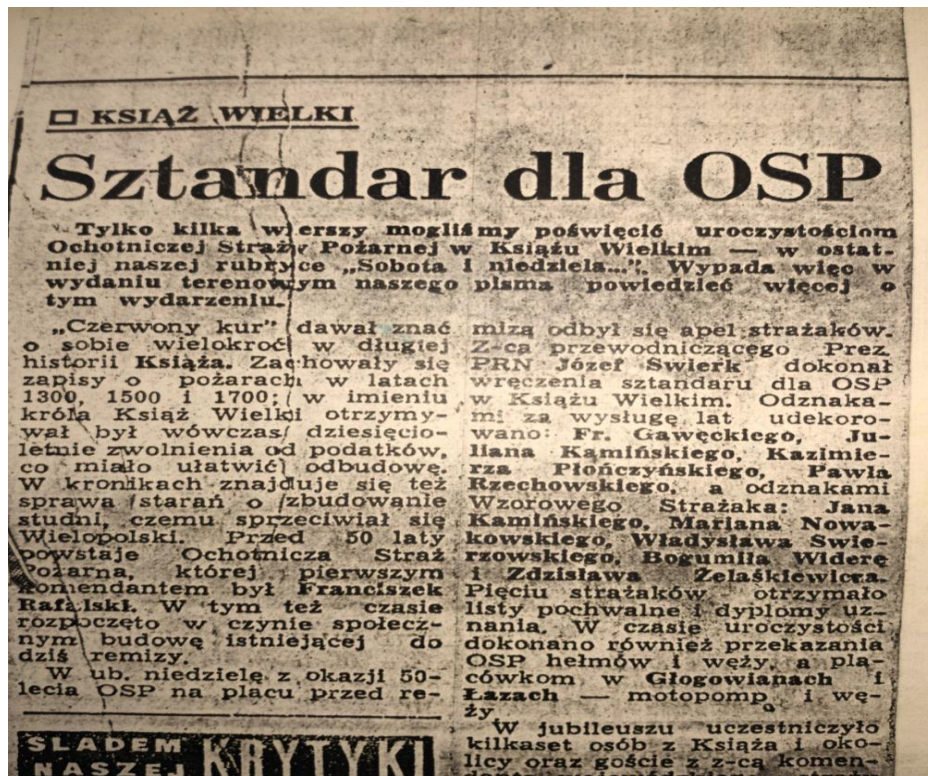 KSIĄŻ WIELKI
Sztandar dla OSP
Tylko kilka wierszy mogliśmy poświęcić uroczystościom
Ochotniczej Straży Pożarnej w Książu Wielkim — w ostat-
niej naszej rubryce „Sobota i niedziela...". Wypada więc w
wydaniu terenowym naszego pisma powiedzieć więcej o
tym wydarzeniu.
„Czerwony kur" dawał znać
o sobie wielokroć w długiej
historii Książa. Zachowały się
zapisy o pożarach w latach
1300, 1500 i 1700; w imieniu
króla Książ Wielki otrzymy-
wał był wówczas dziesięcio-
letnie zwolnienia od podatków,
co miało ułatwić odbudowę.
W kronikach znajduje się też
sprawa starań o zbudowanie
studni, czemu sprzeciwiał się
Wielopolski. Przed 50 laty
powstaje Ochotnicza Straż
Pożarna, której pierwszym
komendantem był Franciszek
Rafalski. W tym też czasie
rozpoczęto w czynie społecz-
nym budowę istniejącej do
dziś remizy.
W ub. niedzielę z okazji 50-
lecia OSP na placu przed re-
mizą odbył się apel strażaków.
Z-ca przewodniczącego Prez.
PRN Józef Świerk dokonał
wręczenia sztandaru dla OSP
w Książu Wielkim. Odznaka-
mi za wysługę lat udekoro-
wano: Fr. Gawęckiego, Ju-
liana Kamińskiego, Kazimie-
rza Płończyńskiego, Pawła
Rzechowskiego, a odznakami
Wzorowego Strażaka: Jana
Kamińskiego, Mariana Nowa-
kowskiego, Władysława Swie-
rzowskiego, Bogumiła Widerę
i Zdzisława Żelaśkiewicza.
Pięciu strażaków otrzymało
listy pochwalne i dyplomy uz-
nania. W czasie uroczystości
dokonano również przekazania
OSP hełmów i węży, a pla-
cówkom w Głogowianach i
Łazach — motopomp i wę-
ży.
W jubileuszu uczestniczyło
kilkaset osób z Książa i oko-
licy oraz goście z z-cą komen-
ŚLADEM
NASZEJ
KRYTYKI